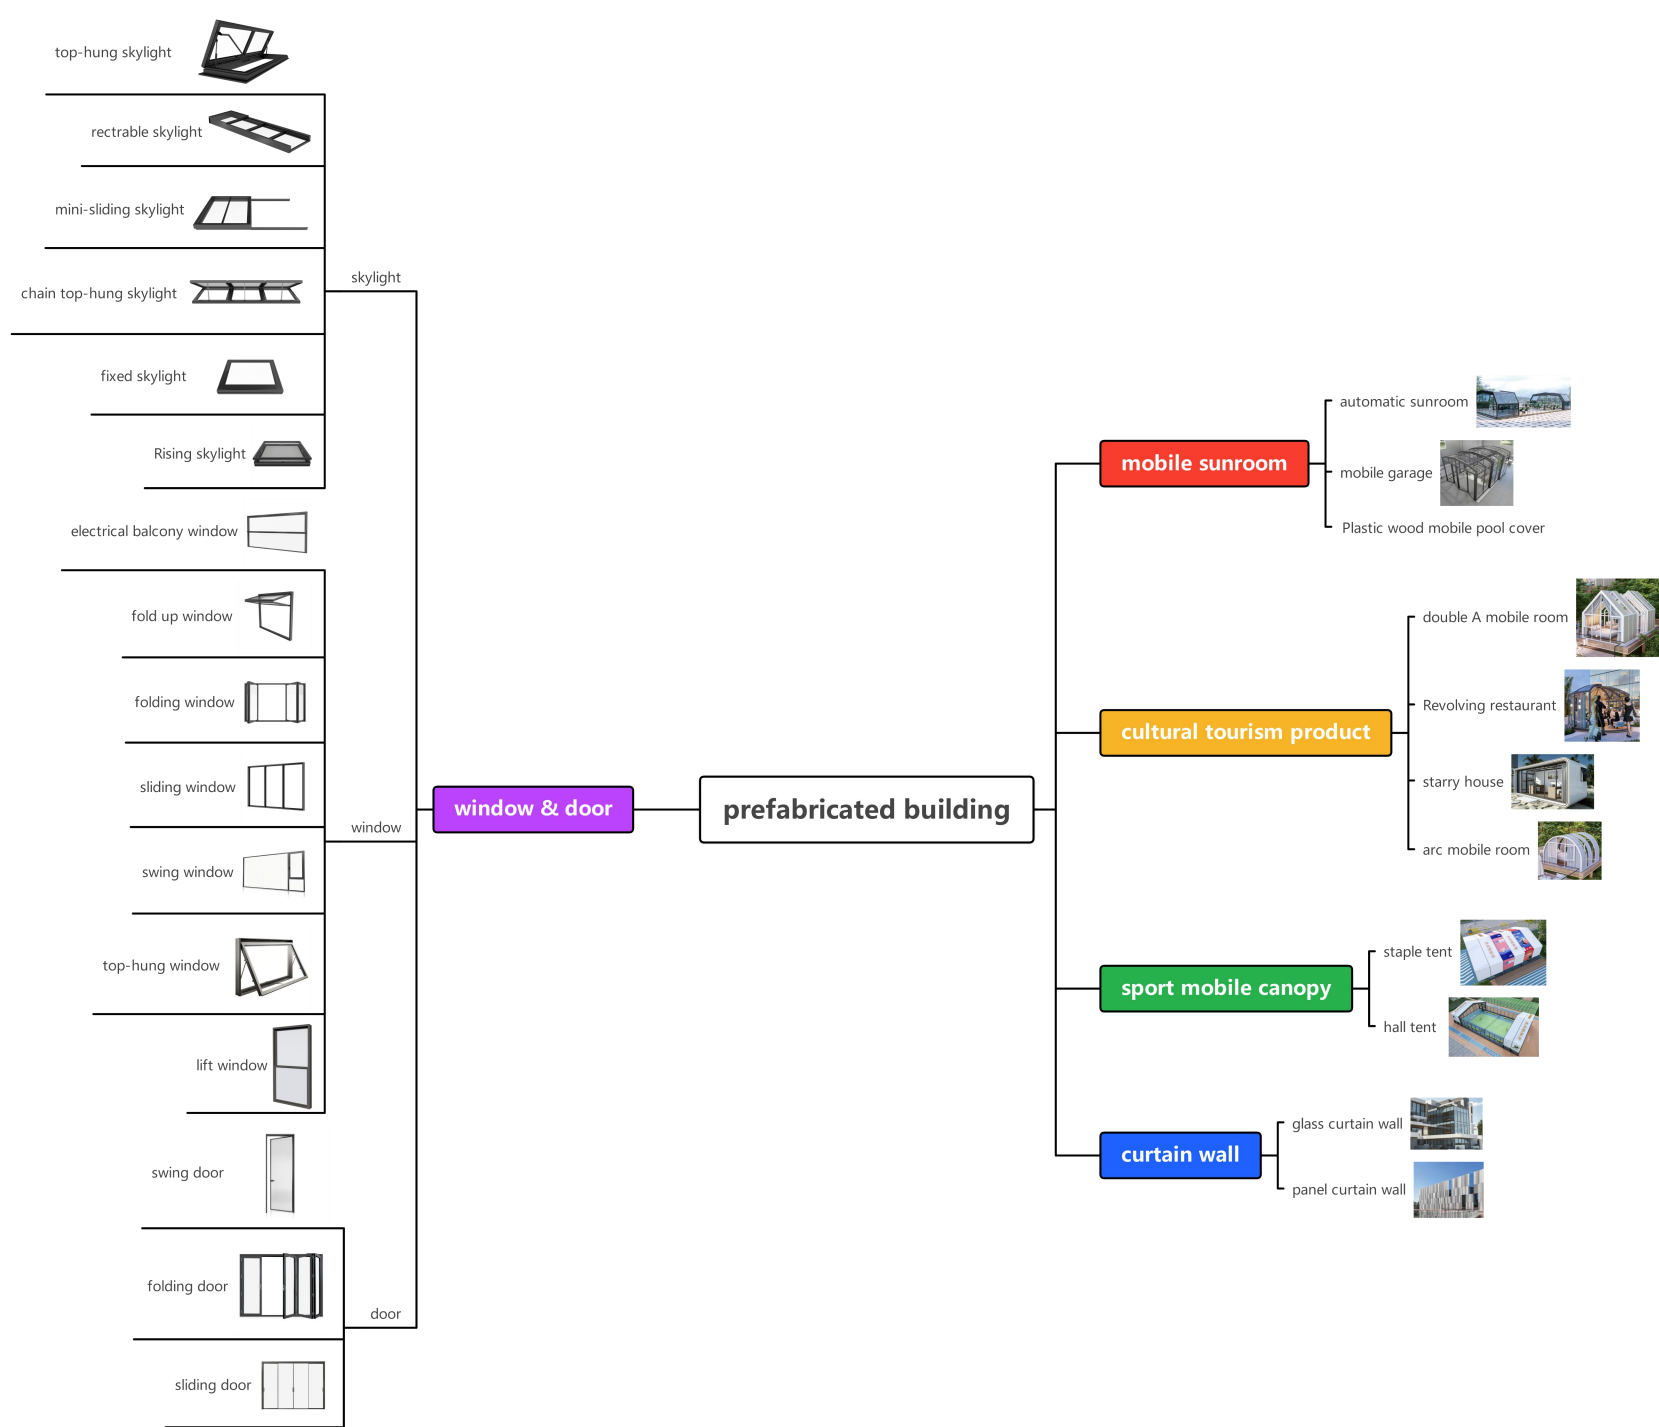 top-hung skylight
rectrable skylight
mini-sliding skylight
chain top-hung skylight
fixed skylight
Rising skylight
skylight
electrical balcony window
fold up window
folding window
sliding window
swing window
top-hung window
lift window
window
swing door
folding door
sliding door
door
window & door
prefabricated building
mobile sunroom
automatic sunroom
mobile garage
Plastic wood mobile pool cover
cultural tourism product
double A mobile room
Revolving restaurant
starry house
arc mobile room
sport mobile canopy
staple tent
hall tent
curtain wall
glass curtain wall
panel curtain wall